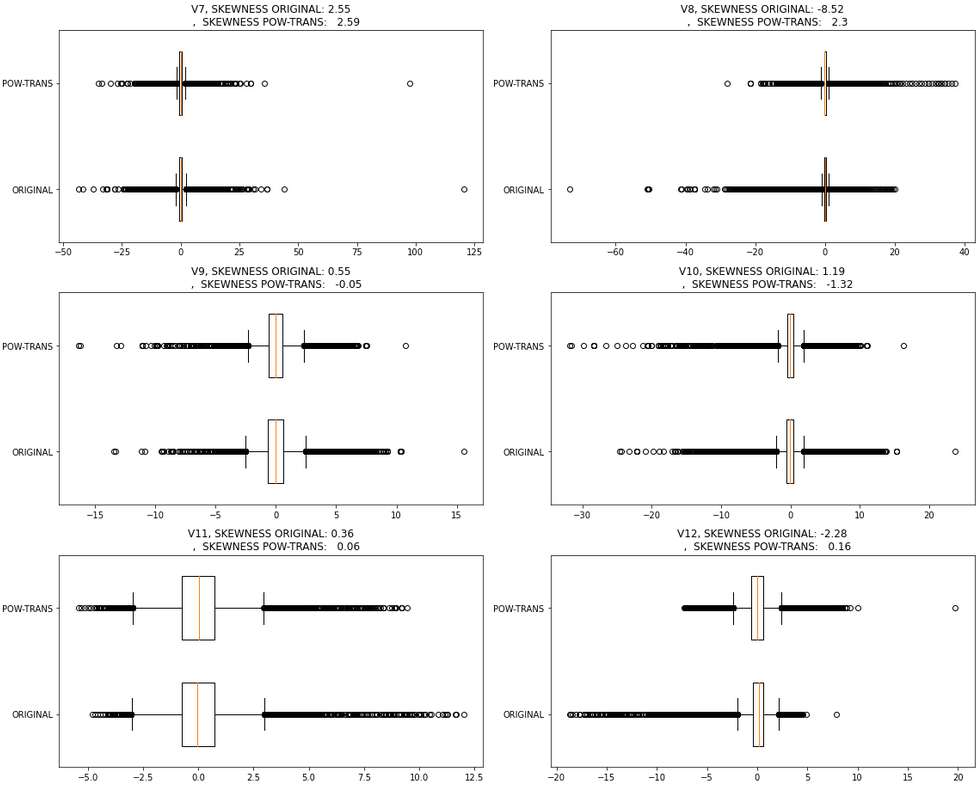 V7, SKEWNESS ORIGINAL: 2.55
, SKEWNESS POW-TRANS: 2.59
POW-TRANS
ORIGINAL
−50 −25 0 25 50 75 100 125
V8, SKEWNESS ORIGINAL: -8.52
, SKEWNESS POW-TRANS: 2.3
POW-TRANS
ORIGINAL
−60 −40 −20 0 20 40
V9, SKEWNESS ORIGINAL: 0.55
, SKEWNESS POW-TRANS: -0.05
POW-TRANS
ORIGINAL
−15 −10 −5 0 5 10 15
V10, SKEWNESS ORIGINAL: 1.19
, SKEWNESS POW-TRANS: -1.32
POW-TRANS
ORIGINAL
−30 −20 −10 0 10 20
V11, SKEWNESS ORIGINAL: 0.36
, SKEWNESS POW-TRANS: 0.06
POW-TRANS
ORIGINAL
−5.0 −2.5 0.0 2.5 5.0 7.5 10.0 12.5
V12, SKEWNESS ORIGINAL: -2.28
, SKEWNESS POW-TRANS: 0.16
POW-TRANS
ORIGINAL
−20 −15 −10 −5 0 5 10 15 20